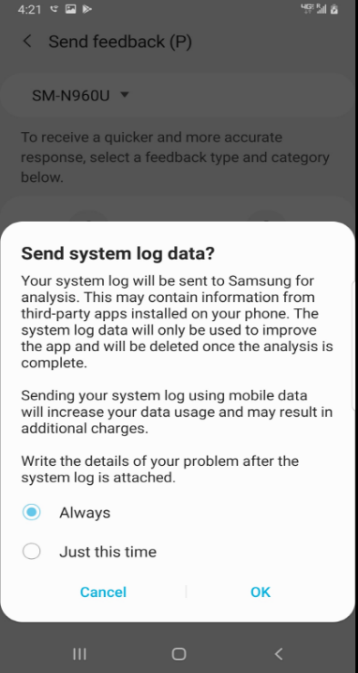 4:21
Send feedback (P)
SM-N960U
To receive a quicker and more accurate
response, select a feedback type and category
below.
Send system log data?
Your system log will be sent to Samsung for
analysis. This may contain information from
third-party apps installed on your phone. The
system log data will only be used to improve
the app and will be deleted once the analysis is
complete.
Sending your system log using mobile data
will increase your data usage and may result in
additional charges.
Write the details of your problem after the
system log is attached.
Always
Just this time
Cancel
OK